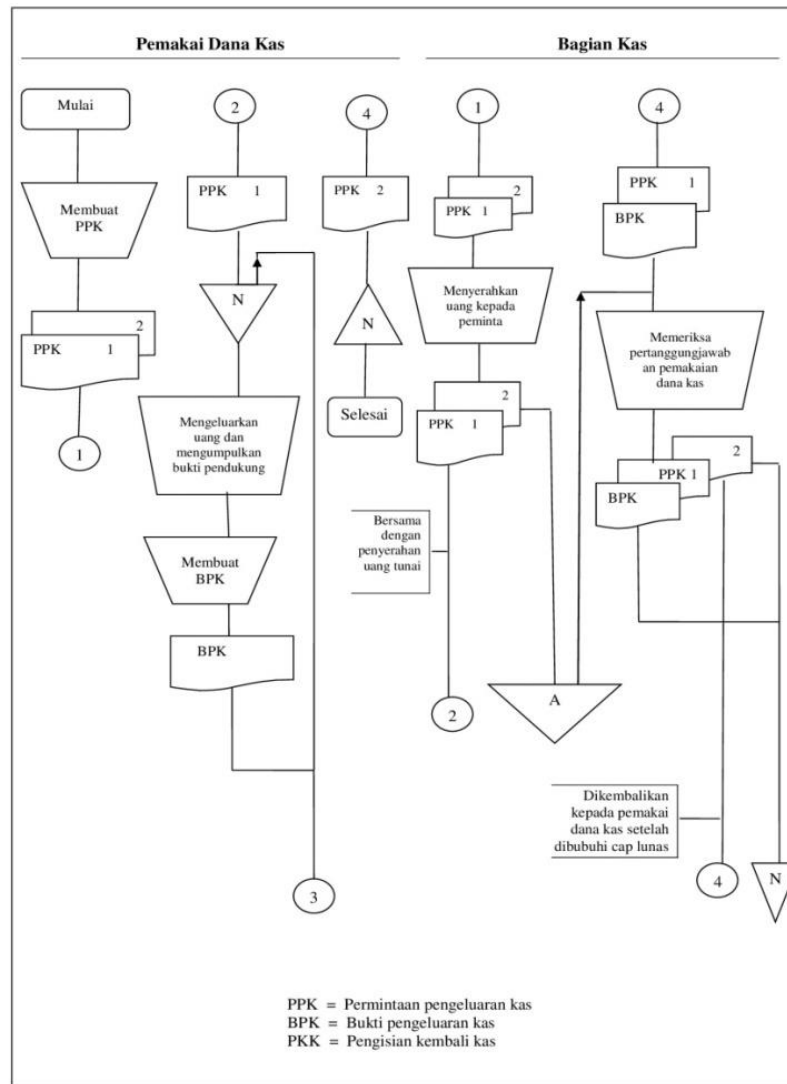 Pemakai Dana Kas
Bagian Kas
Mulai
Membuat
PPK
2
PPK 1
1
2
PPK 1
N
Mengeluarkan
uang dan
mengumpulkan
bukti pendukung
Membuat
BPK
BPK
3
4
PPK 2
N
Selesai
1
2
PPK 1
Menyerahkan
uang kepada
peminta
2
PPK 1
Bersama
dengan
penyerahan
uang tunai
2
A
4
PPK 1
BPK
Memeriksa
pertanggungjawab
an pemakaian
dana kas
2
PPK 1
BPK
Dikembalikan
kepada pemakai
dana kas setelah
dibubuhi cap lunas
4
N
PPK = Permintaan pengeluran kas
BPK = Bukti pengeluran kas
PKK = Pengisian kembali kas